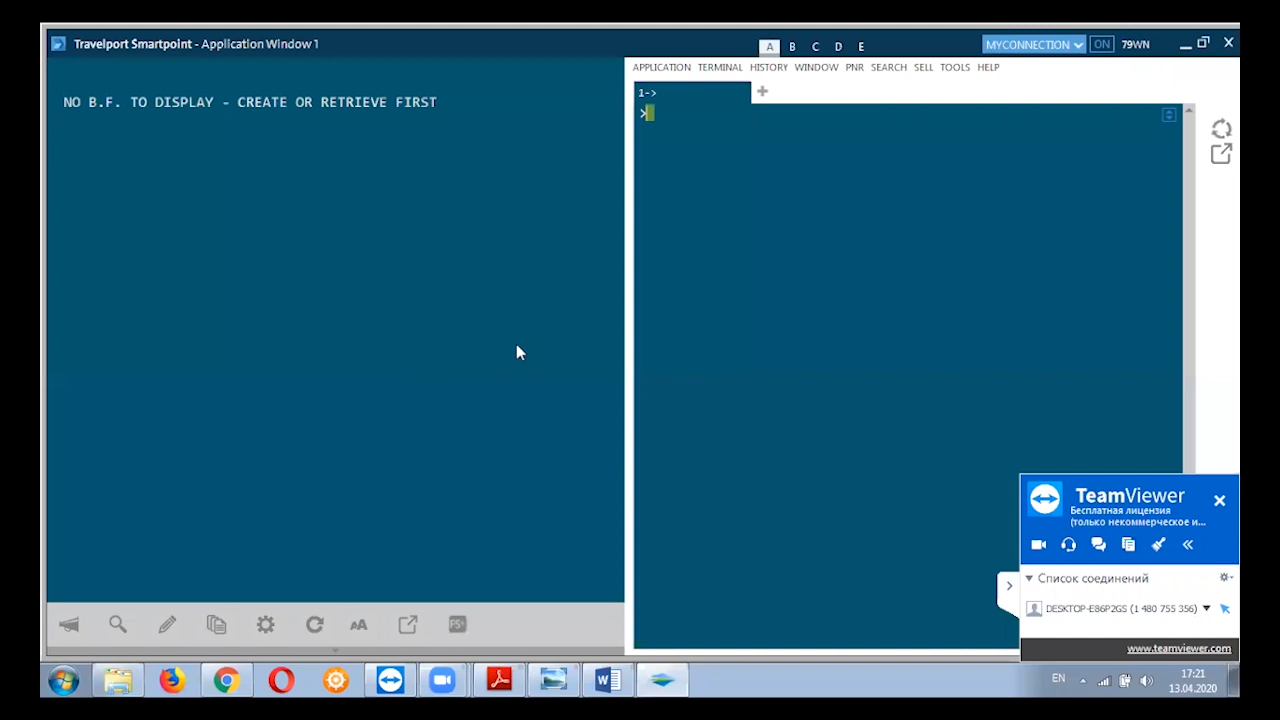 Travelport Smartpoint - Application Window 1
A B C D E
MYCONNECTION ON 79WN
APPLICATION TERMINAL HISTORY WINDOW PNR SEARCH SELL TOOLS HELP
1->
NO B.F. TO DISPLAY - CREATE OR RETRIEVE FIRST
>
TeamViewer
Бесплатная лицензия
(только некоммерческое и...
Список соединений
DESKTOP-E86P2GS (1 480 755 356)
www.teamviewer.com
AA
PS+
EN
17:21
13.04.2020